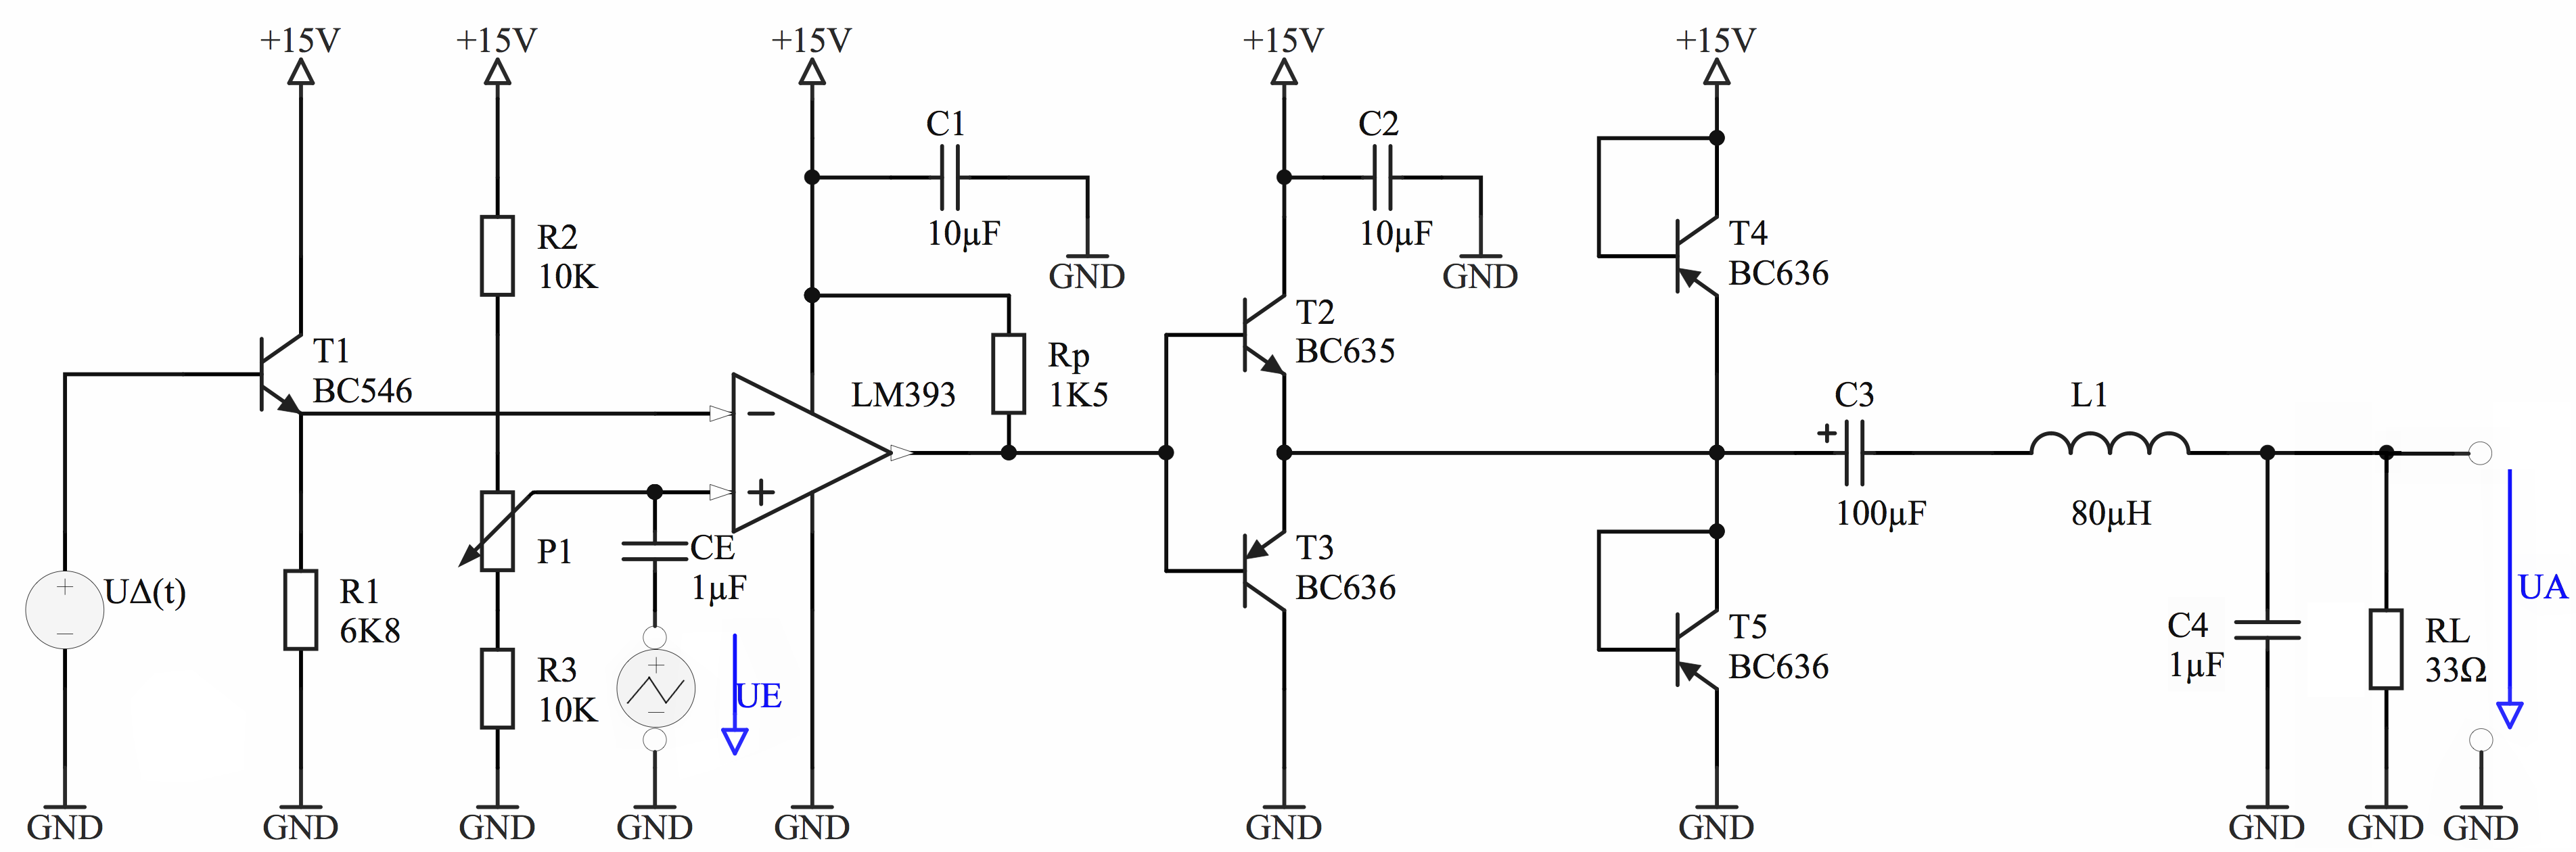 +15V
+15V
+15V
+15V
+15V
C1
10µF
GND
C2
10µF
GND
R2
10K
T4
BC636
T1
BC546
LM393
Rp
1K5
T2
BC635
C3
+
100µF
L1
80µH
−
+
P1
CE
1µF
T3
BC636
UΔ(t)
+
−
R1
6K8
R3
10K
+
−
UE
T5
BC636
C4
1µF
RL
33Ω
UA
GND
GND
GND
GND
GND
GND
GND
GND
GND
GND